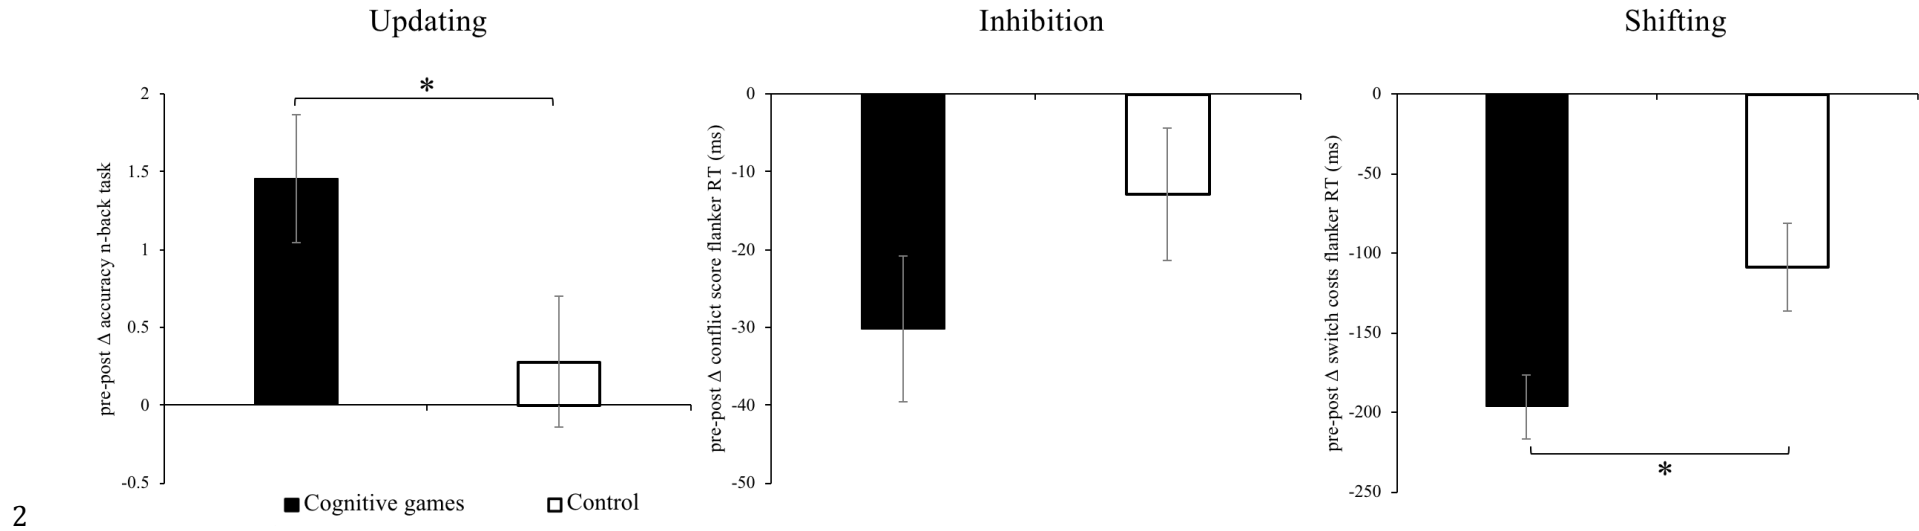 Updating
Inhibition
Shifting
*
2
1.5
1
0.5
0
-0.5
pre-post Δ accuracy n-back task
0
-10
-20
-30
-40
-50
pre-post Δ conflict score flanker RT (ms)
0
-50
-100
-150
-200
-250
pre-post Δ switch costs flanker RT (ms)
*
Cognitive games
Control
2